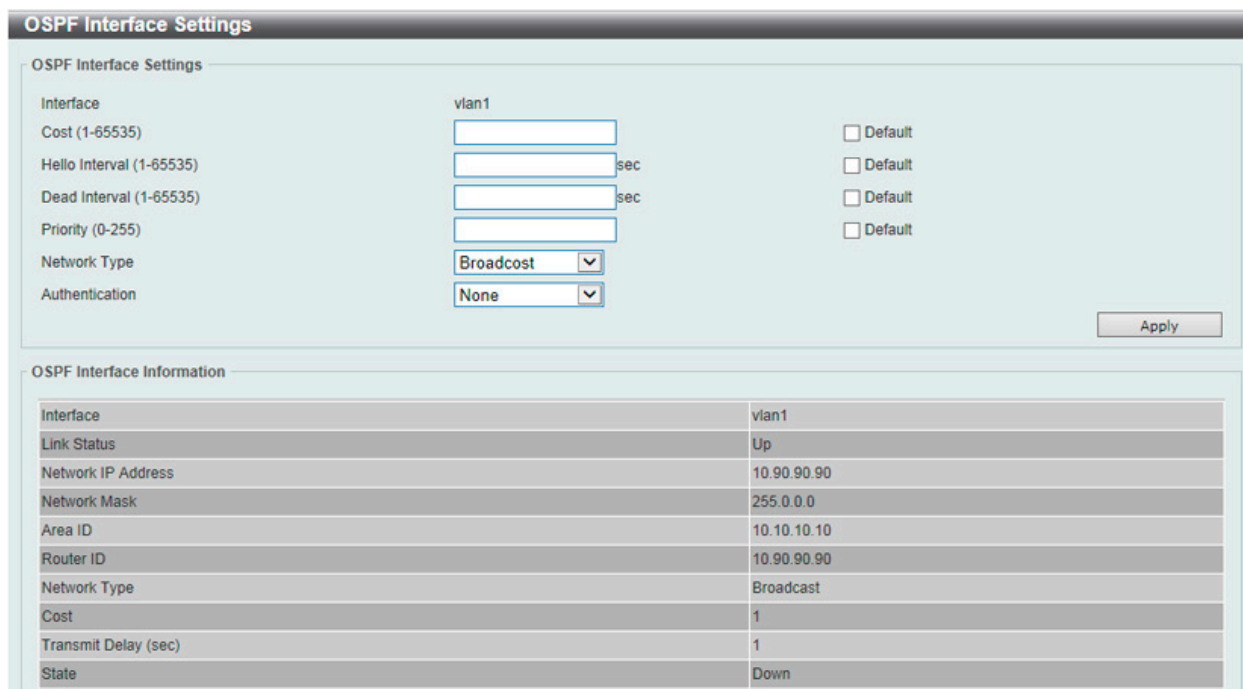 OSPF Interface Settings
OSPF Interface Settings
Interface vlan1
Cost (1-65535) Default
Hello Interval (1-65535) sec Default
Dead Interval (1-65535) sec Default
Priority (0-255) Default
Network Type Broadcost
Authentication None
Apply
OSPF Interface Information
Interface vlan1
Link Status Up
Network IP Address 10.90.90.90
Network Mask 255.0.0.0
Area ID 10.10.10.10
Router ID 10.90.90.90
Network Type Broadcast
Cost 1
Transmit Delay (sec) 1
State Down